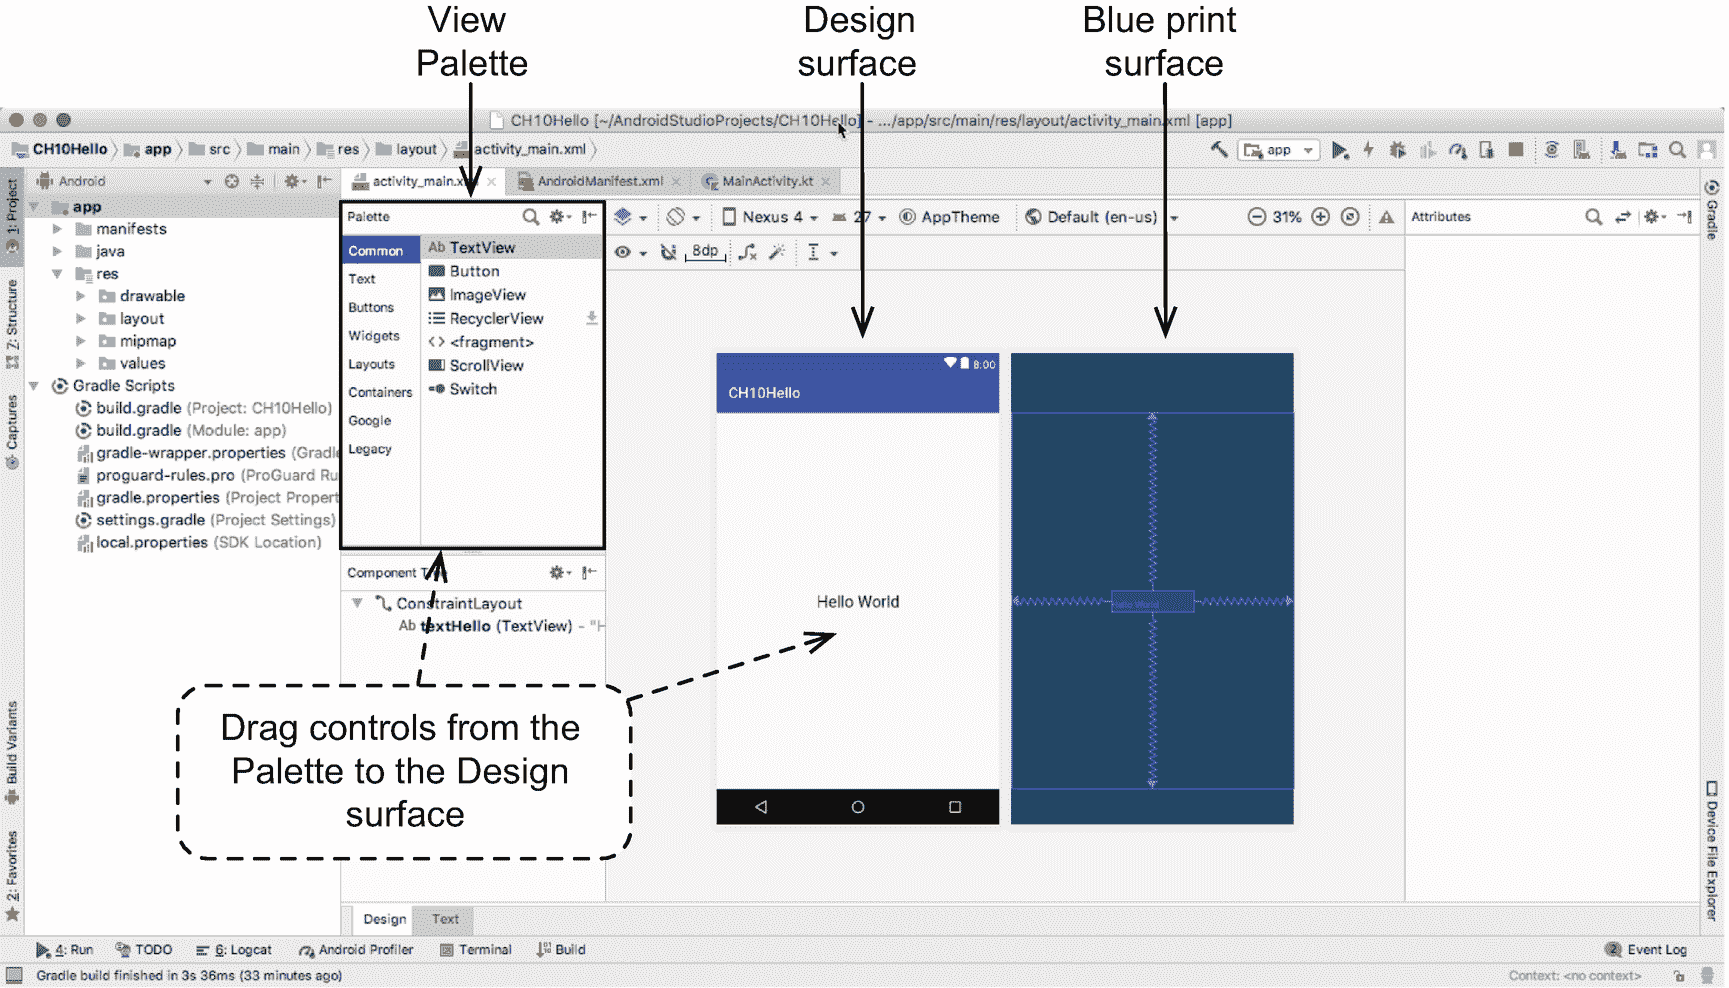 View
Palette
Design
surface
Blue print
surface
CH10Hello [~/AndroidStudioProjects/CH10Hello] - .../app/src/main/res/layout/activity_main.xml [app]
CH10Hello app src main res layout activity_main.xml
app
Android
activity_main.xm
AndroidManifest.xml
MainActivity.kt
1: Project
7: Structure
Captures
Build Variants
2: Favorites
app
manifests
java
res
drawable
layout
mipmap
values
Gradle Scripts
build.gradle (Project: CH10Hello)
build.gradle (Module: app)
gradle-wrapper.properties (Gradle
proguard-rules.pro (ProGuard Ru
gradle.properties (Project Propert
settings.gradle (Project Settings)
local.properties (SDK Location)
Palette
Common
Text
Buttons
Widgets
Layouts
Containers
Google
Legacy
Ab TextView
Button
ImageView
RecyclerView
<> <fragment>
ScrollView
Switch
Component T
ConstraintLayout
Ab textHello (TextView) - "H
Nexus 4 27 AppTheme Default (en-us) 31%
8dp
Attributes
8:00
CH10Hello
Hello World
Hello World
Drag controls from the
Palette to the Design
surface
Design Text
Gradle
Device File Explorer
4: Run TODO 6: Logcat Android Profiler Terminal Build
2 Event Log
Gradle build finished in 3s 36ms (33 minutes ago)
Context: <no context>